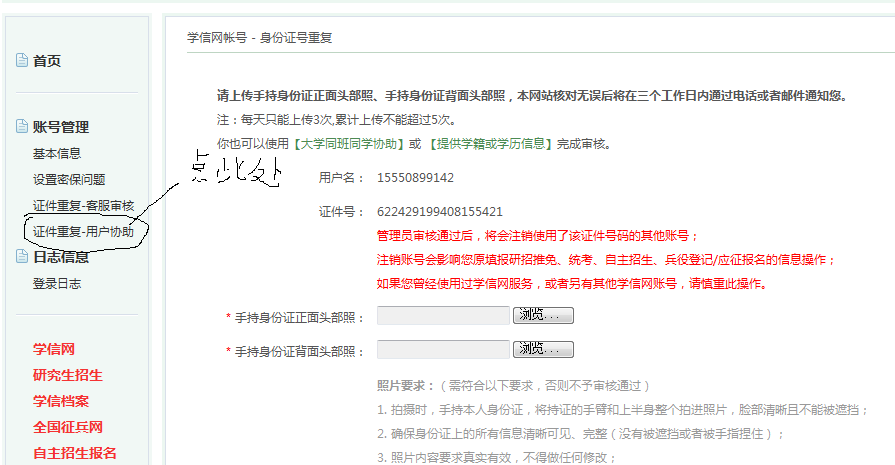 首页
账号管理
基本信息
设置密保问题
证件重复-客服审核
证件重复-用户协助
日志信息
登录日志
学信网
研究生招生
学信档案
全国征兵网
自主招生报名
点此处
学信网帐号 - 身份证号重复
请上传手持身份证正面头部照、手持身份证背面头部照，本网站核对无误后将在三个工作日内通过电话或者邮件通知您。
注：每天只能上传3次,累计上传不能超过5次。
你也可以使用【大学同班同学协助】或 【提供学籍或学历信息】完成审核。
用户名： 15550899142
证件号： 622429199408155421
管理员审核通过后，将会注销使用了该证件号码的其他账号；
注销账号会影响您原填报研招推免、统考、自主招生、兵役登记/应征报名的信息操作；
如果您曾经使用过学信网服务，或者另有其他学信网账号，请慎重此操作。
* 手持身份证正面头部照： 浏览...
* 手持身份证背面头部照： 浏览...
照片要求：（需符合以下要求，否则不予审核通过）
1. 拍摄时，手持本人身份证，将持证的手臂和上半身整个拍进照片，脸部清晰且不能被遮挡；
2. 确保身份证上的所有信息清晰可见、完整（没有被遮挡或者被手指捏住）；
3. 照片内容要求真实有效，不得做任何修改；